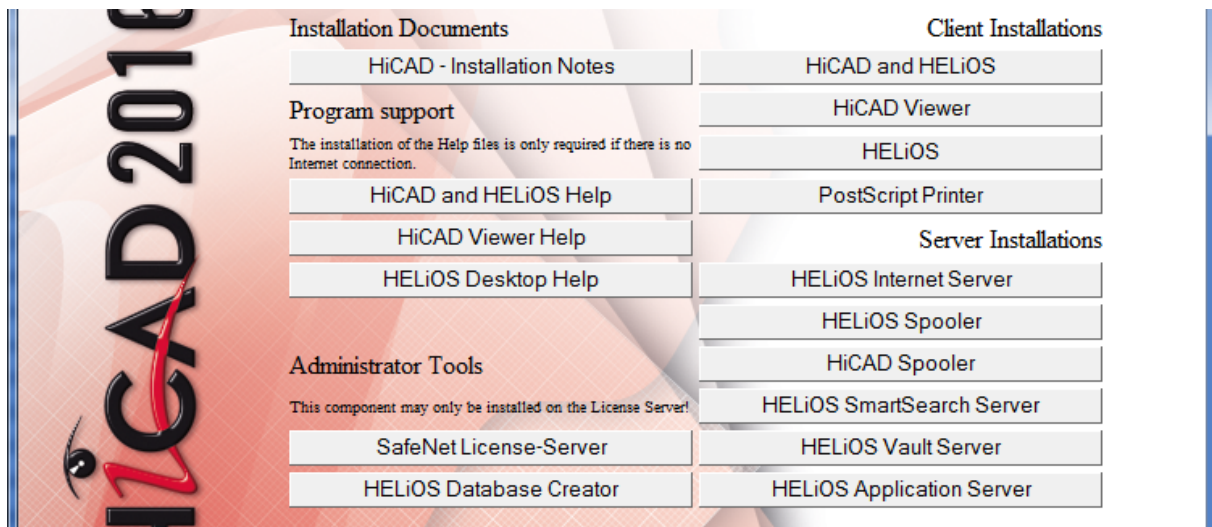 HiCAD 201
Installation Documents
HiCAD - Installation Notes
Program support
The installation of the Help files is only required if there is no
Internet connection.
HiCAD and HELiOS Help
HiCAD Viewer Help
HELiOS Desktop Help
Administrator Tools
This component may only be installed on the License Server!
SafeNet License-Server
HELiOS Database Creator
Client Installations
HiCAD and HELiOS
HiCAD Viewer
HELiOS
PostScript Printer
Server Installations
HELiOS Internet Server
HELiOS Spooler
HiCAD Spooler
HELiOS SmartSearch Server
HELiOS Vault Server
HELiOS Application Server